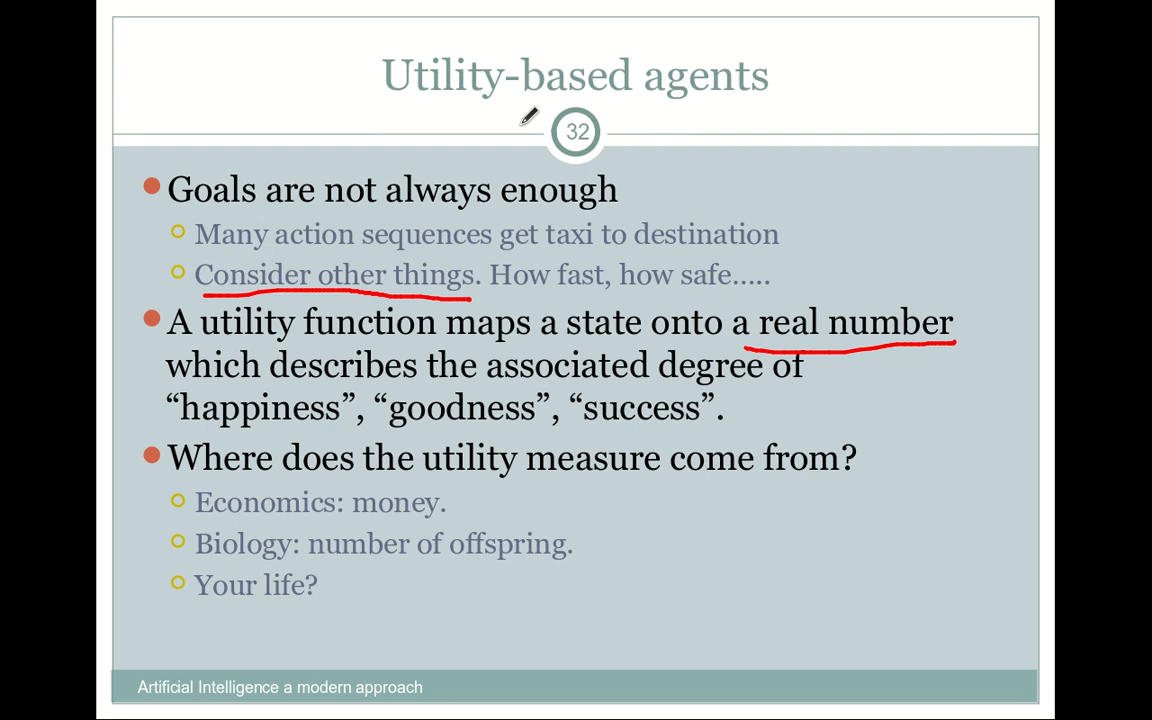 Utility-based agents
32
Goals are not always enough
Many action sequences get taxi to destination
Consider other things. How fast, how safe…..
A utility function maps a state onto a real number
which describes the associated degree of
“happiness”, “goodness”, “success”.
Where does the utility measure come from?
Economics: money.
Biology: number of offspring.
Your life?
Artificial Intelligence a modern approach